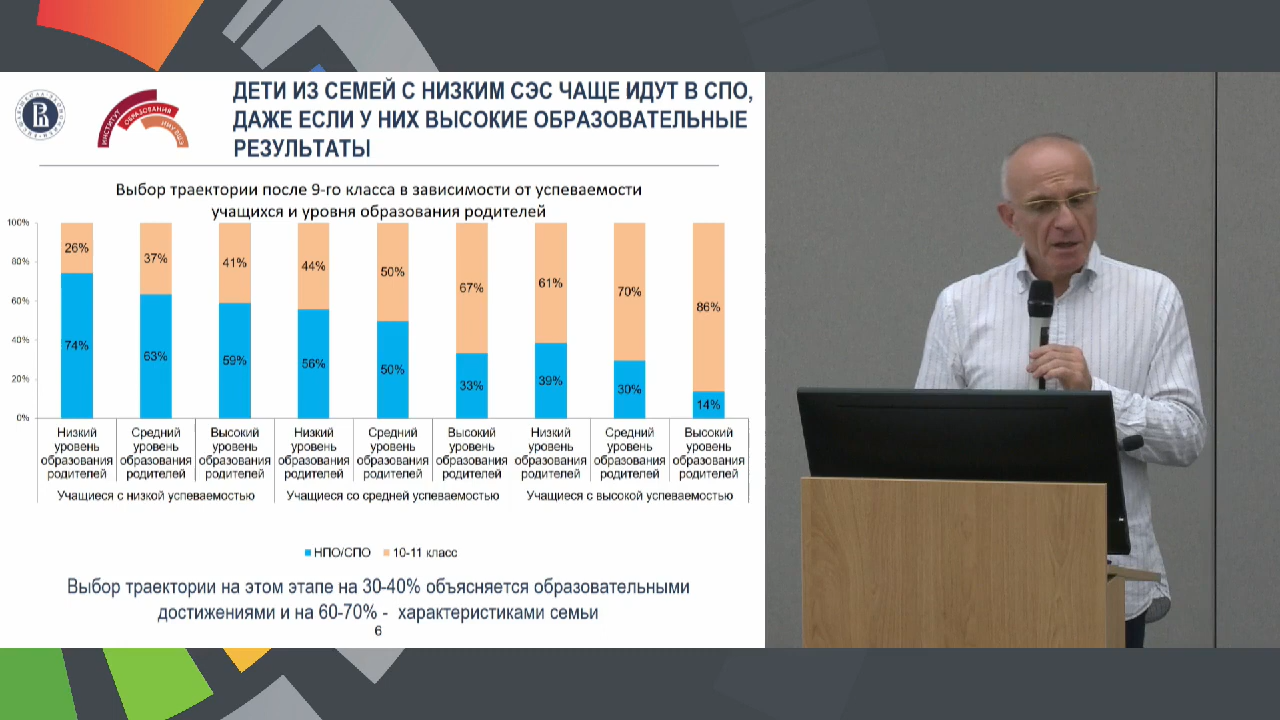 ДЕТИ ИЗ СЕМЕЙ С НИЗКИМ СЭС ЧАЩЕ ИДУТ В СПО,
ДАЖЕ ЕСЛИ У НИХ ВЫСОКИЕ ОБРАЗОВАТЕЛЬНЫЕ
РЕЗУЛЬТАТЫ
ИНСТИТУТ ОБРАЗОВАНИЯ НИУ ВШЭ
Выбор траектории после 9-го класса в зависимости от успеваемости
учащихся и уровня образования родителей
100%
80%
60%
40%
20%
0%
26% 37% 41% 44% 50% 67% 61% 70% 86%
74% 63% 59% 56% 50% 33% 39% 30% 14%
Низкий Средний Высокий Низкий Средний Высокий Низкий Средний Высокий
уровень уровень уровень уровень уровень уровень уровень уровень уровень
образования образования образования образования образования образования образования образования образования
родителей родителей родителей родителей родителей родителей родителей родителей родителей
Учащиеся с низкой успеваемостью Учащиеся со средней успеваемостью Учащиеся с высокой успеваемостью
НПО/СПО 10-11 класс
Выбор траектории на этом этапе на 30-40% объясняется образовательными
достижениями и на 60-70% - характеристиками семьи
6